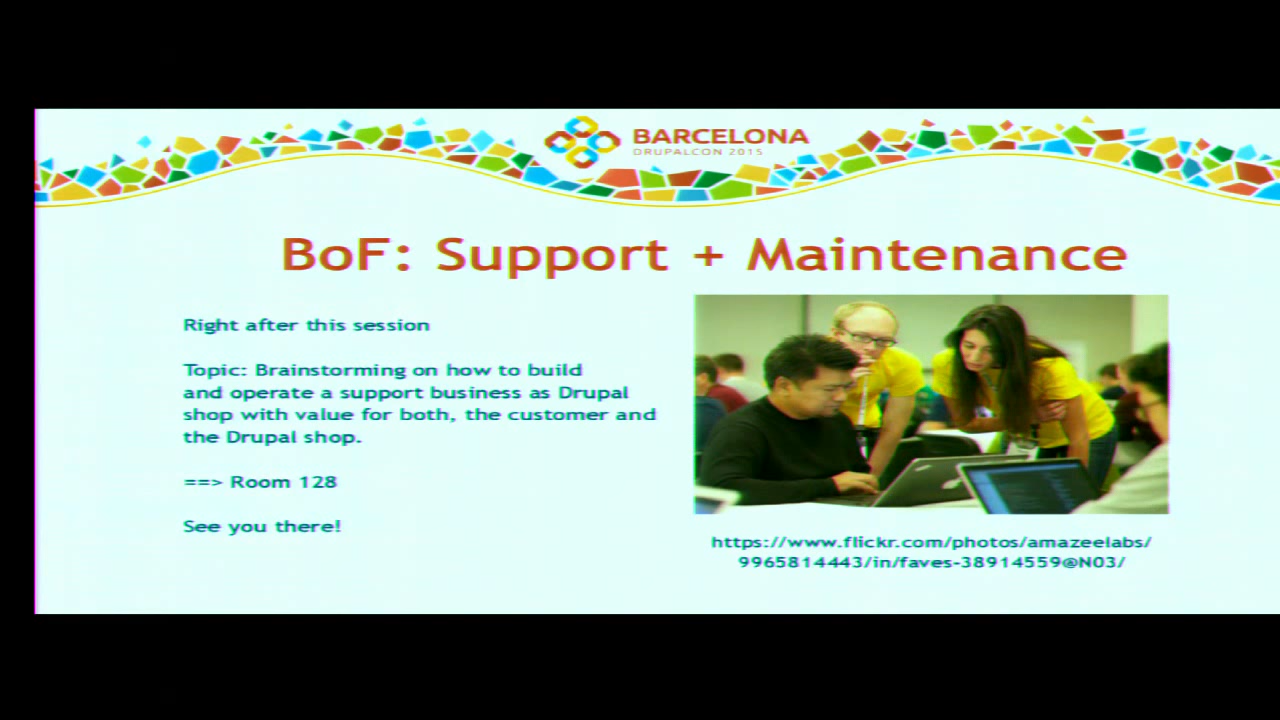 BARCELONA
DRUPALCON 2015
BoF: Support + Maintenance
Right after this session
Topic: Brainstorming on how to build
and operate a support business as Drupal
shop with value for both, the customer and
the Drupal shop.
==> Room 128
See you there!
https://www.flickr.com/photos/amazeelabs/
9965814443/in/faves-38914559@N03/